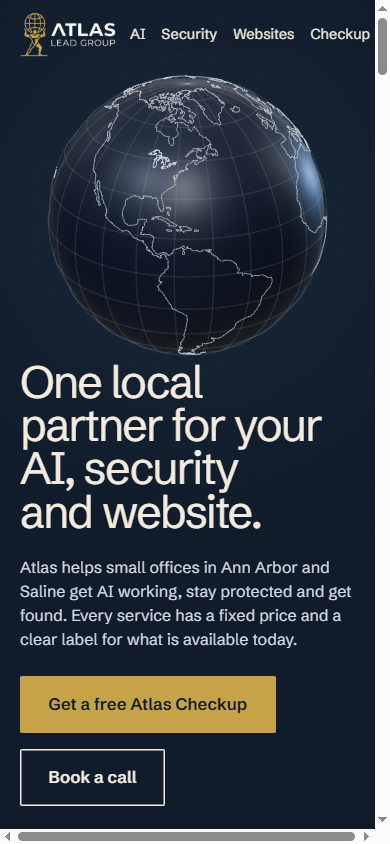 ATLAS
LEAD GROUP
AI Security Websites Checkup
One local
partner for your
AI, security
and website.
Atlas helps small offices in Ann Arbor and
Saline get AI working, stay protected and get
found. Every service has a fixed price and a
clear label for what is available today.
Get a free Atlas Checkup
Book a call